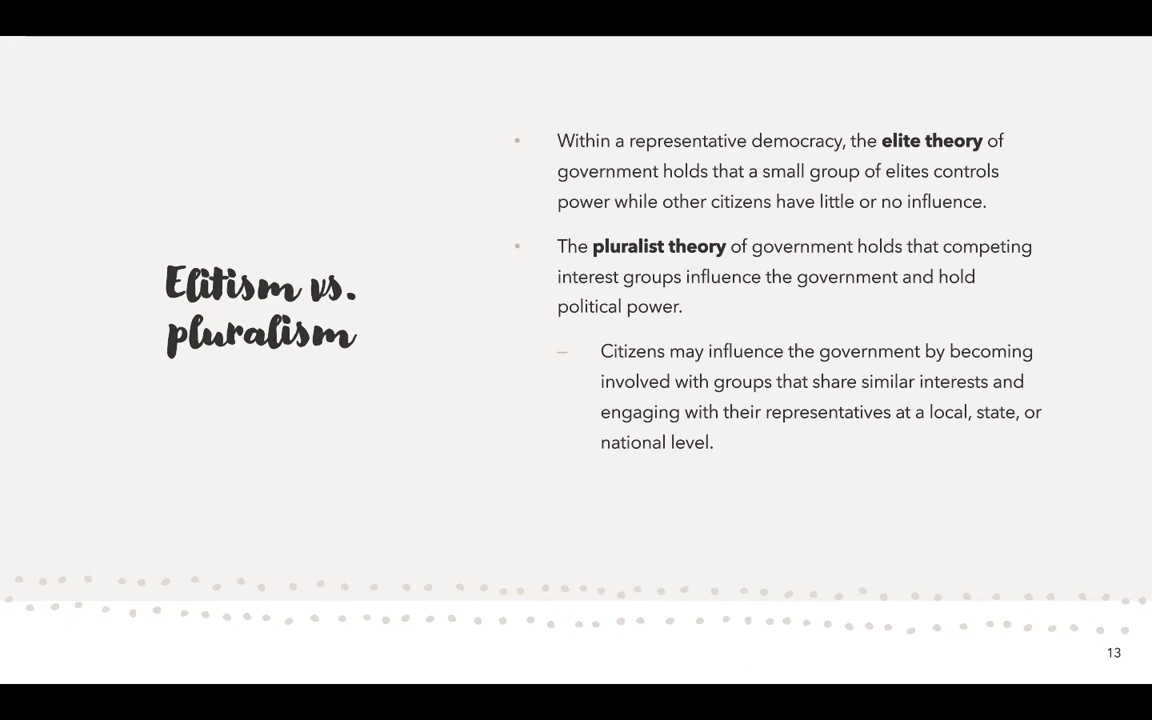 Elitism vs.
pluralism
• Within a representative democracy, the elite theory of
government holds that a small group of elites controls
power while other citizens have little or no influence.
• The pluralist theory of government holds that competing
interest groups influence the government and hold
political power.
– Citizens may influence the government by becoming
involved with groups that share similar interests and
engaging with their representatives at a local, state, or
national level.
13